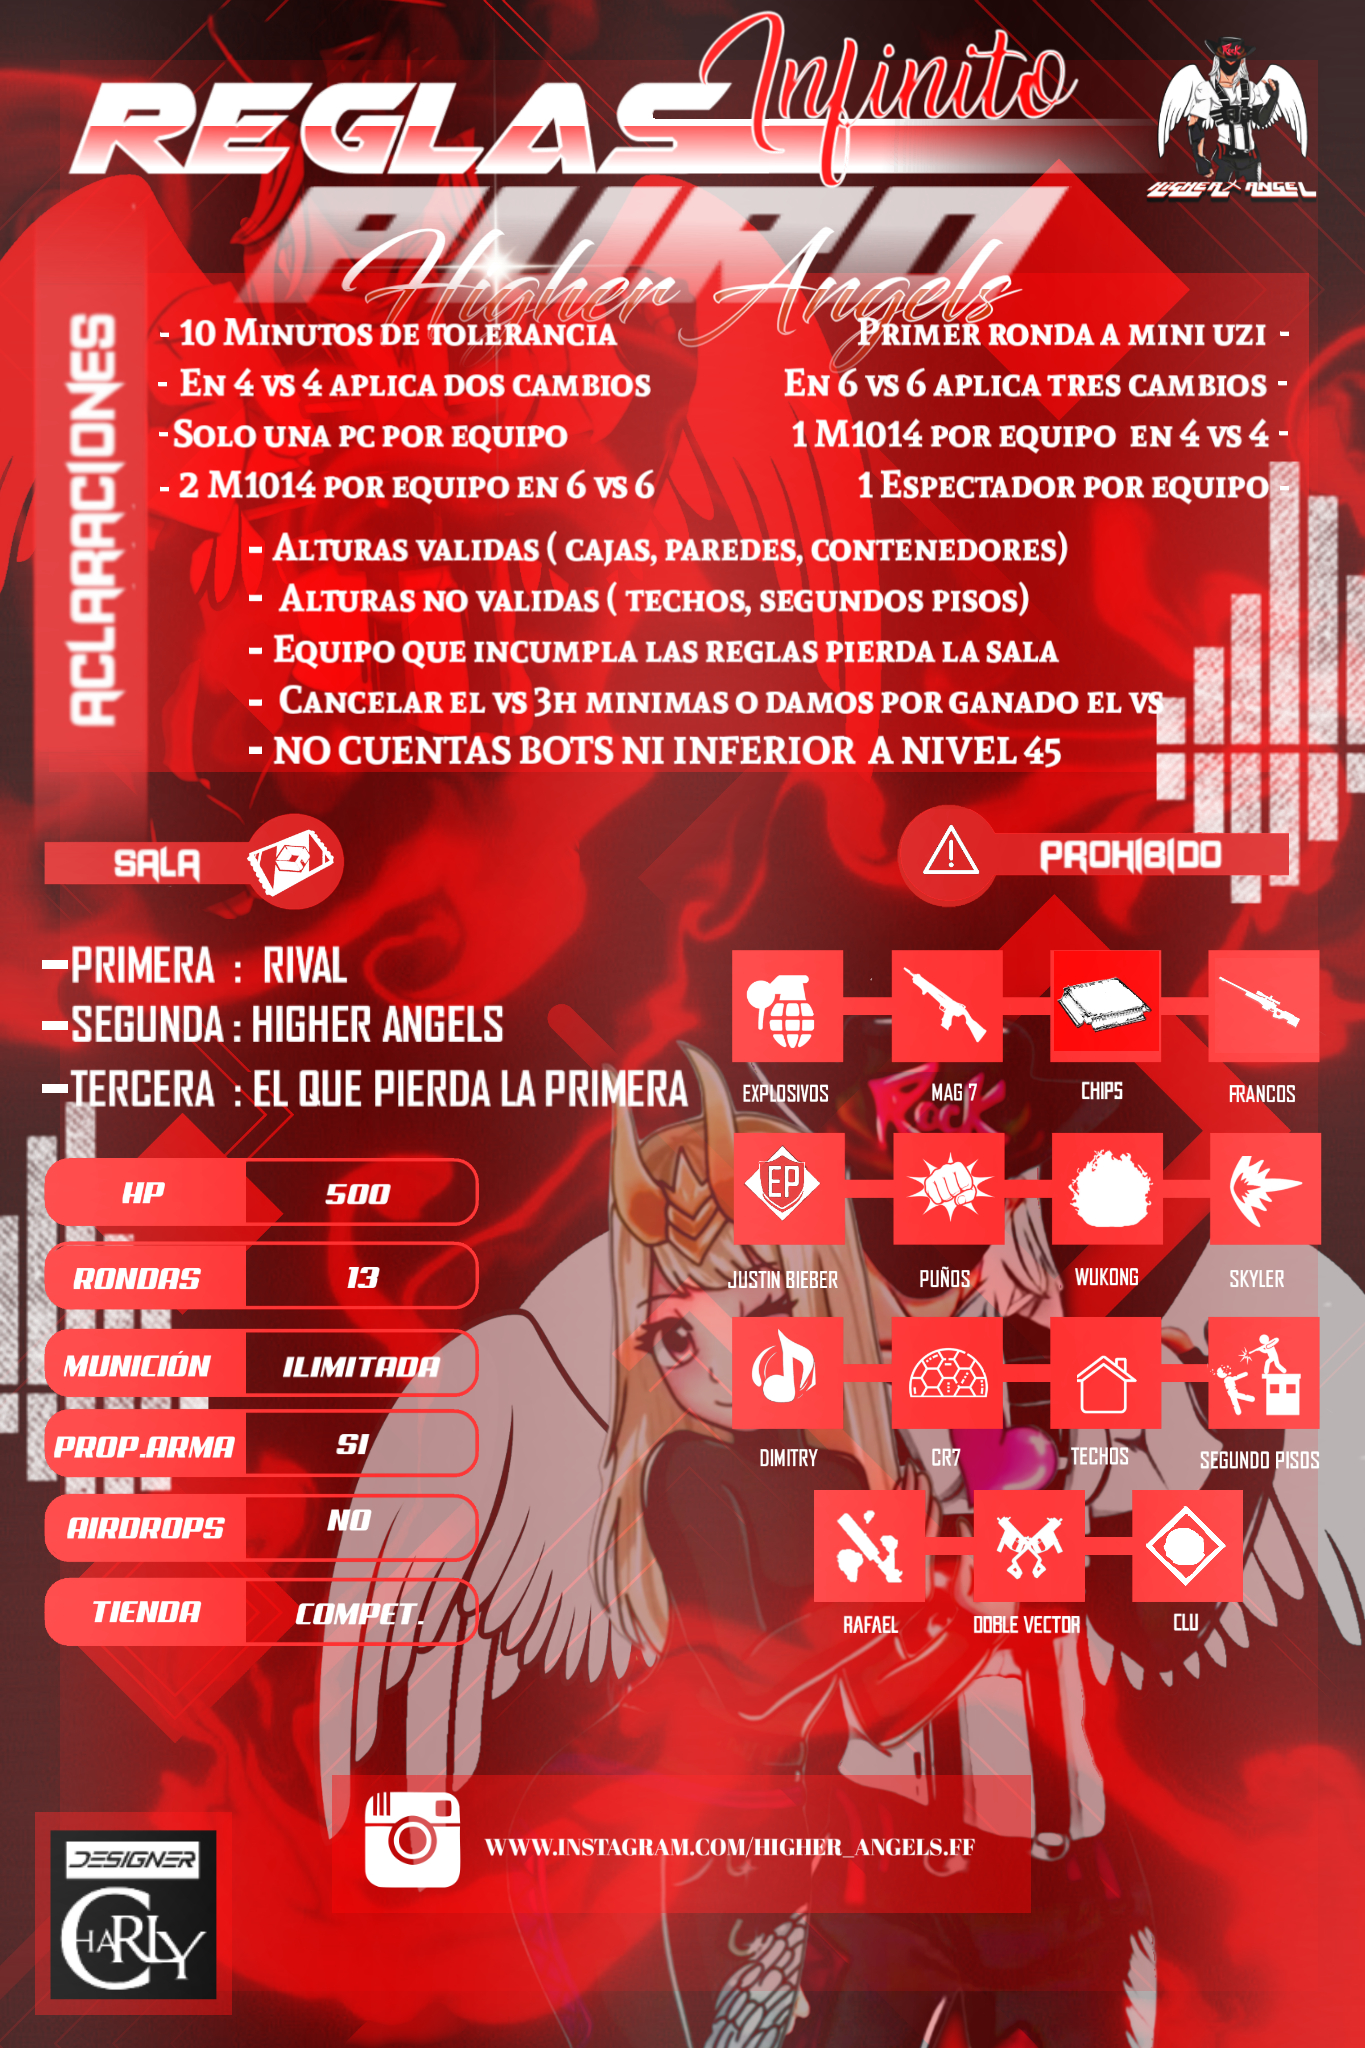 Infinito
REGLAS
PURO
Higher Angels
Rock
HIGHER X ANGEL
ACLARACIONES
- 10 Minutos de tolerancia
- En 4 vs 4 aplica dos cambios
- Solo una pc por equipo
- 2 M1014 por equipo en 6 vs 6
Primer ronda a mini uzi -
En 6 vs 6 aplica tres cambios -
1 M1014 por equipo en 4 vs 4 -
1 Espectador por equipo -
- Alturas validas ( cajas, paredes, contenedores)
- Alturas no validas ( techos, segundos pisos)
- Equipo que incumpla las reglas pierda la sala
- Cancelar el vs 3h minimas o damos por ganado el vs
- NO CUENTAS BOTS NI INFERIOR A NIVEL 45
SALA
PROHIBIDO
-PRIMERA : RIVAL
-SEGUNDA : HIGHER ANGELS
-TERCERA : EL QUE PIERDA LA PRIMERA
HP 500
RONDAS 13
MUNICIÓN ILIMITADA
PROP.ARMA SI
AIRDROPS NO
TIENDA COMPET.
EXPLOSIVOS MAG 7 CHIPS FRANCOS
Rock
EP
JUSTIN BIEBER PUÑOS WUKONG SKYLER
DIMITRY CR7 TECHOS SEGUNDO PISOS
RAFAEL DOBLE VECTOR CLU
WWW.INSTAGRAM.COM/HIGHER_ANGELS.FF
DESIGNER
CHARLY